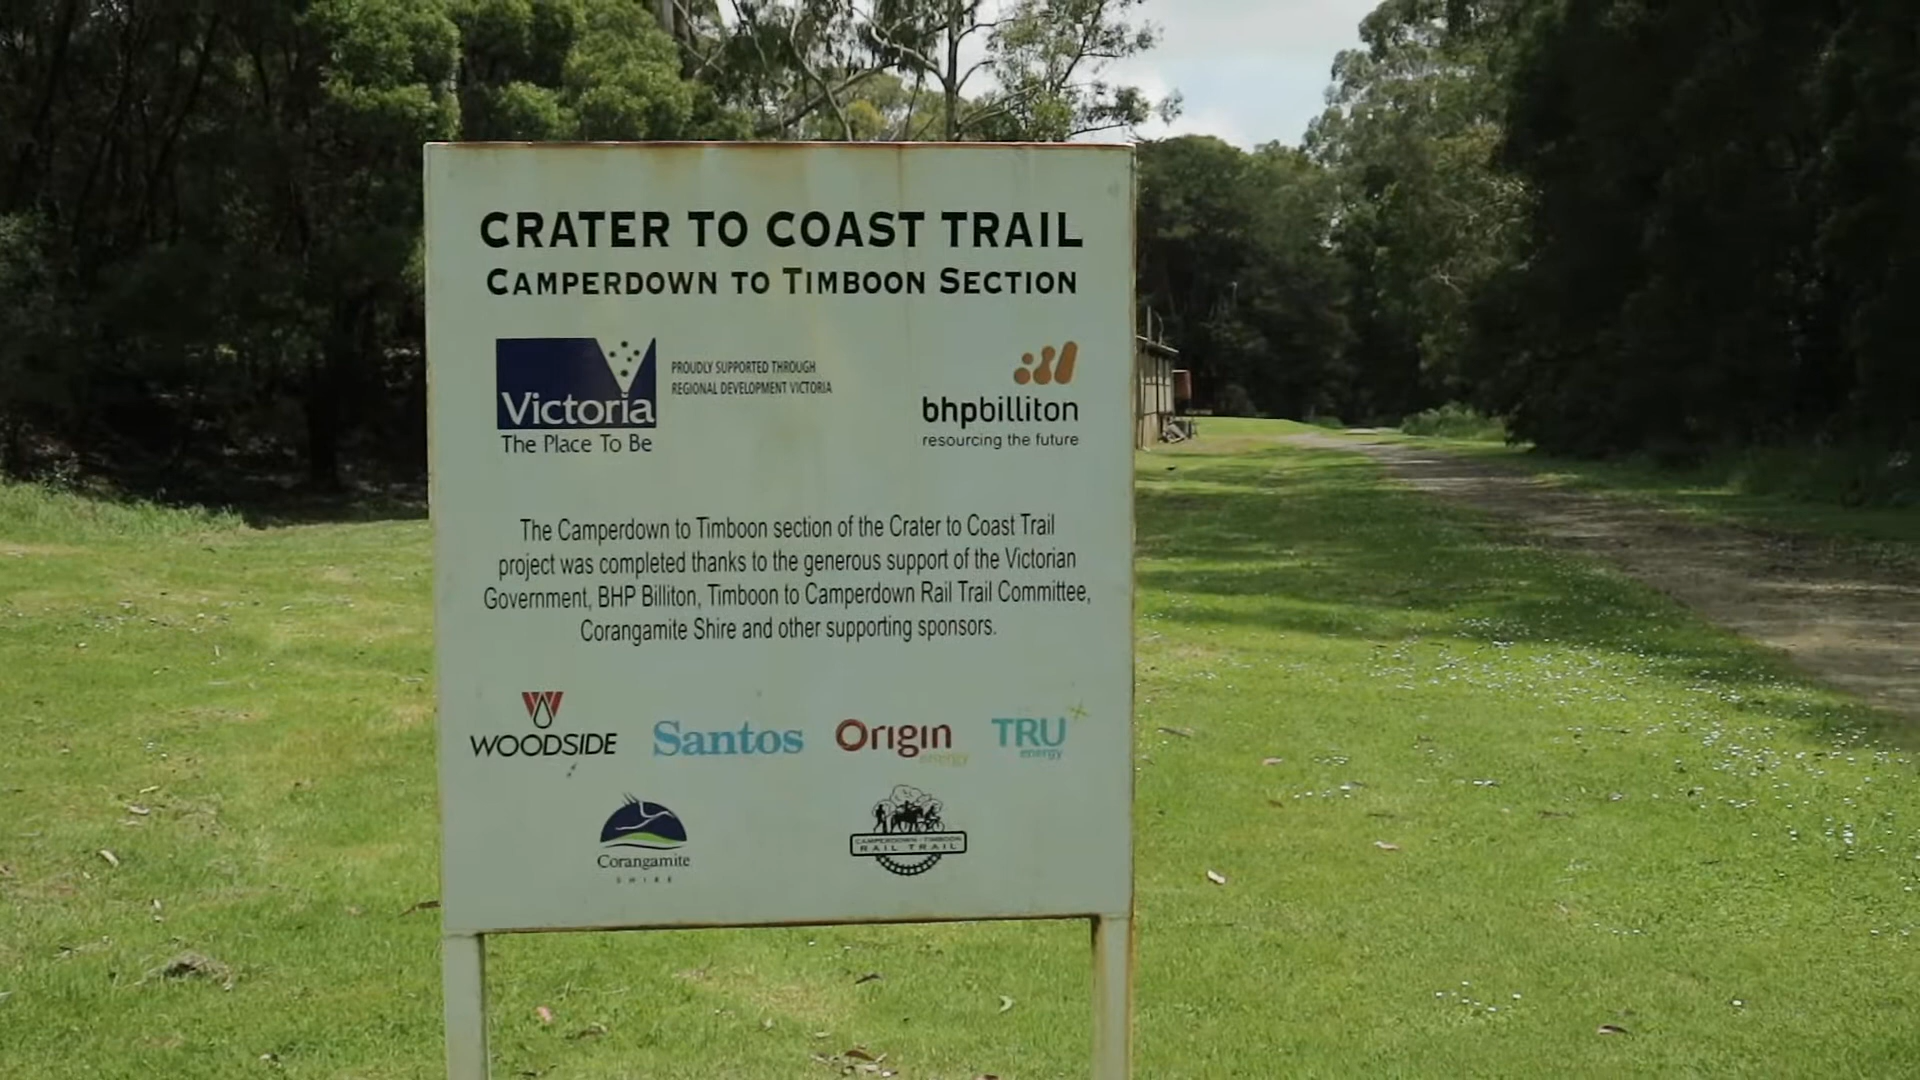 CRATER TO COAST TRAIL
CAMPERDOWN TO TIMBOON SECTION
Victoria
The Place To Be
PROUDLY SUPPORTED THROUGH
REGIONAL DEVELOPMENT VICTORIA
bhpbilliton
resourcing the future
The Camperdown to Timboon section of the Crater to Coast Trail
project was completed thanks to the generous support of the Victorian
Government, BHP Billiton, Timboon to Camperdown Rail Trail Committee,
Corangamite Shire and other supporting sponsors.
WOODSIDE
Santos
Origin
energy
TRU
energy
Corangamite
SHIRE
CAMPERDOWN - TIMBOON
RAIL TRAIL